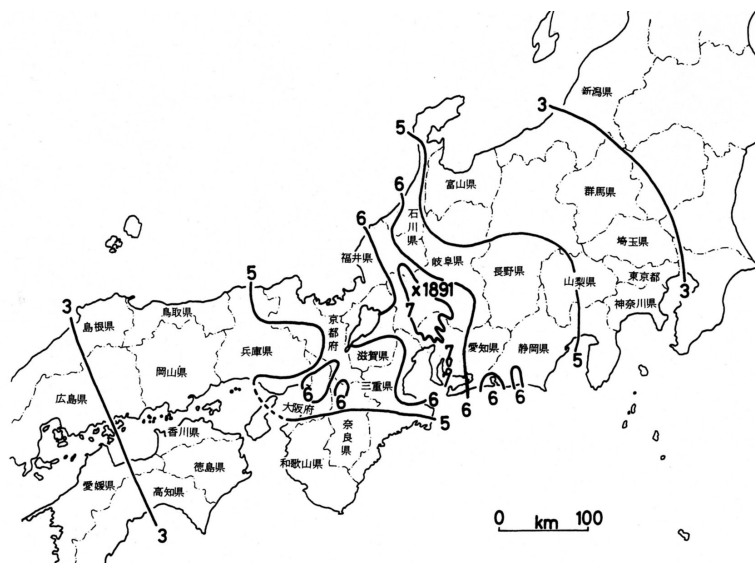 新潟県
3
5
富山県
群馬県
6
石川県
埼玉県
6
福井県
岐阜県
長野県
山梨県
東京都
5
×1891
神奈川県
3
3
鳥取県
京都府
7
島根県
兵庫県
滋賀県
愛知県
静岡県
7
岡山県
三重県
6
5
広島県
6
6
大阪府
6
6
6
6
5
香川県
奈良県
徳島県
和歌山県
愛媛県
高知県
3
0 km 100